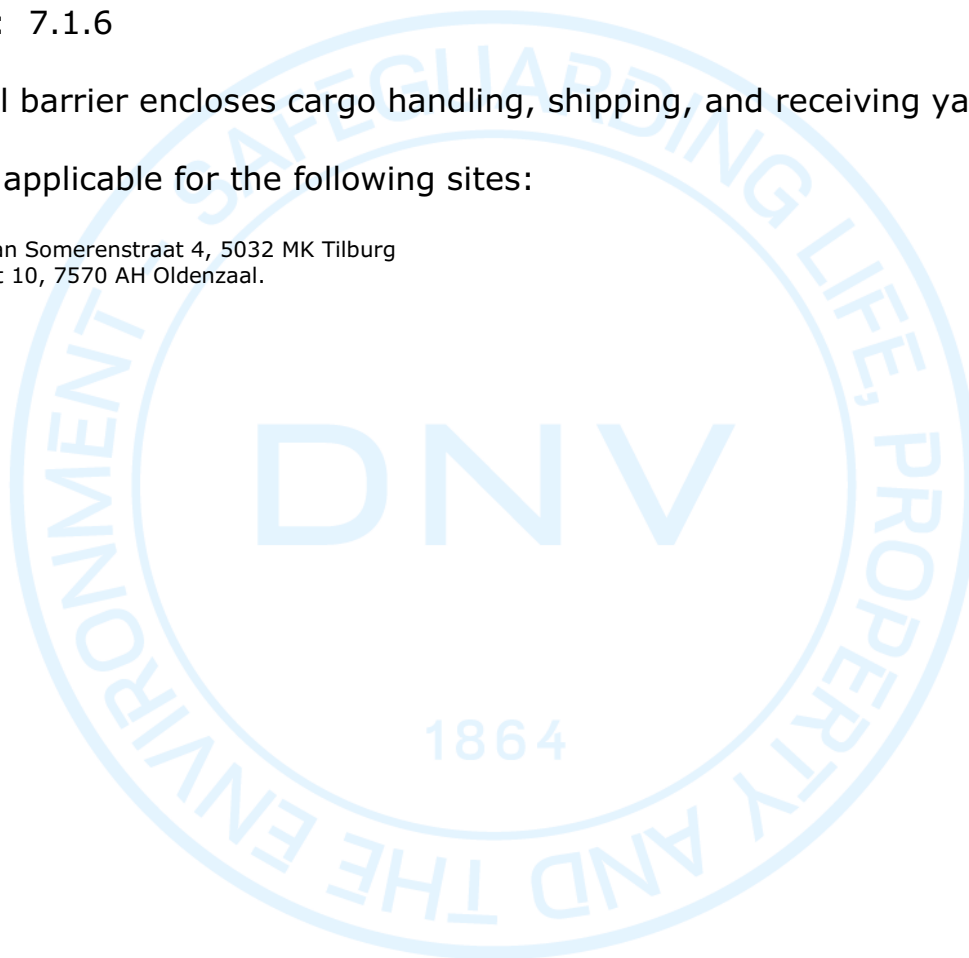 : 7.1.6
l barrier encloses cargo handling, shipping, and receiving ya
applicable for the following sites:
an Somerenstraat 4, 5032 MK Tilburg
t 10, 7570 AH Oldenzaal.
SAFEGUARDING LIFE, PROPERTY AND THE ENVIRONMENT
DNV
1864